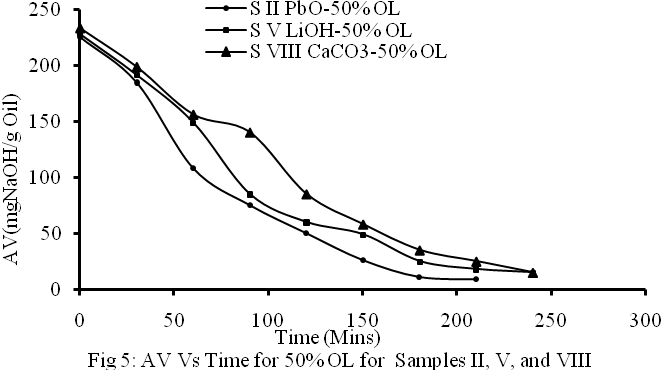 S II PbO-50% OL
S V LiOH-50% OL
S VIII CaCO3-50% OL
AV(mgNaOH/g Oil)
250
200
150
100
50
0
0 50 100 150 200 250 300
Time (Mins)
Fig 5: AV Vs Time for 50% OL for Samples II, V, and VIII